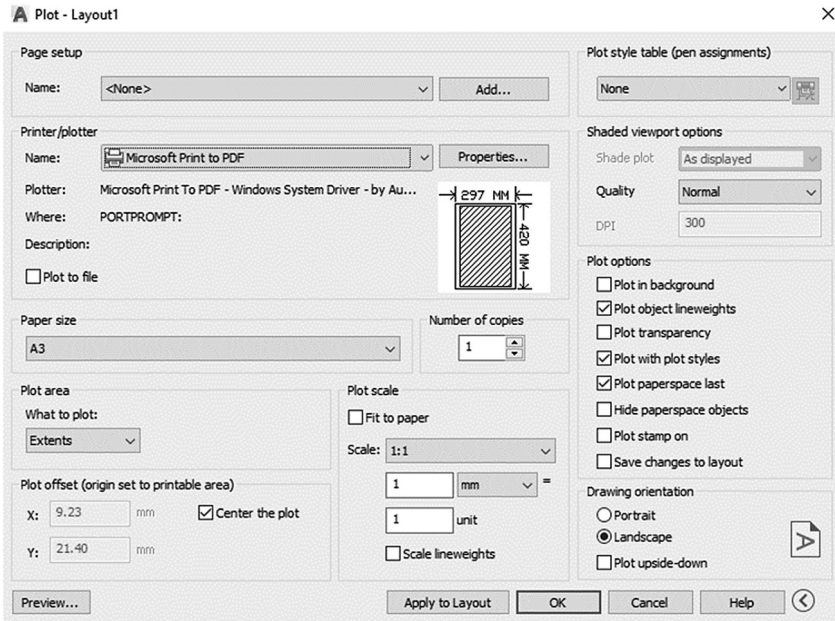 Plot - Layout1
Page setup
Name: <None> Add...
Printer/plotter
Name: Microsoft Print to PDF Properties...
Plotter: Microsoft Print To PDF - Windows System Driver - by Au...
Where: PORTPROMPT:
Description:
Plot to file
297 MM
420 MM
Paper size
A3
Number of copies
1
Plot area
What to plot:
Extents
Plot offset (origin set to printable area)
X: 9.23 mm Center the plot
Y: 21.40 mm
Plot scale
Fit to paper
Scale: 1:1
1 mm =
1 unit
Scale lineweights
Plot style table (pen assignments)
None
Shaded viewport options
Shade plot As displayed
Quality Normal
DPI 300
Plot options
Plot in background
Plot object lineweights
Plot transparency
Plot with plot styles
Plot paperspace last
Hide paperspace objects
Plot stamp on
Save changes to layout
Drawing orientation
Portrait
Landscape
Plot upside-down
A
Preview... Apply to Layout OK Cancel Help